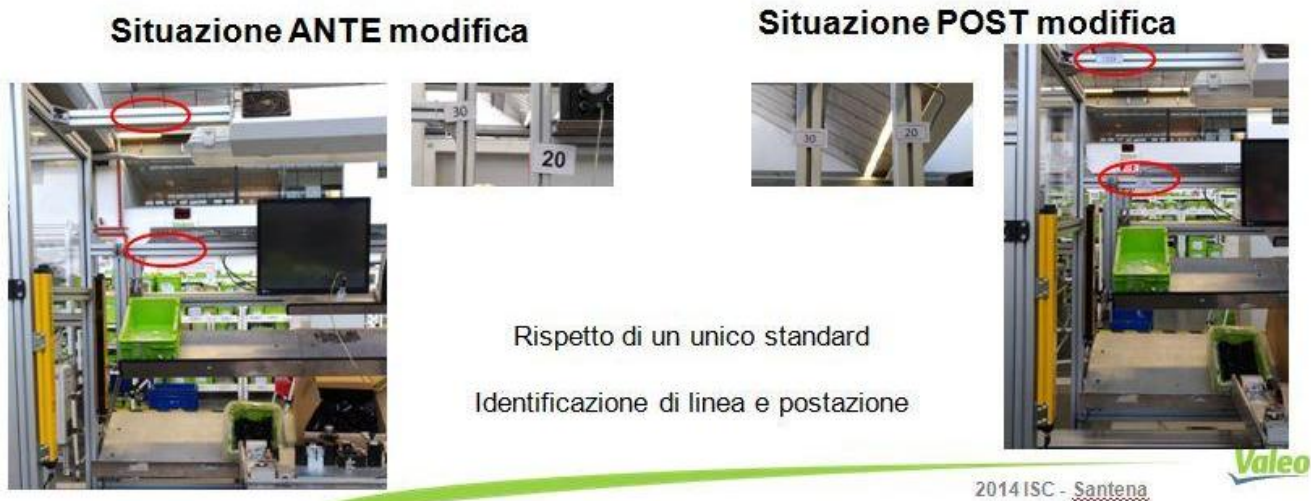 Situazione ANTE modifica
Situazione POST modifica
30
20
30
20
Rispetto di un unico standard
Identificazione di linea e postazione
Valeo
2014 ISC - Santena